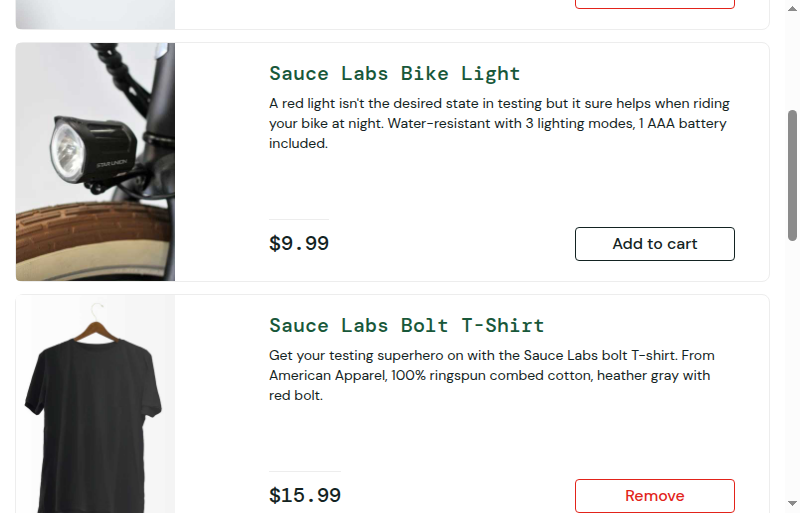 Sauce Labs Bike Light
A red light isn't the desired state in testing but it sure helps when riding
your bike at night. Water-resistant with 3 lighting modes, 1 AAA battery
included.
$9.99
Add to cart
Sauce Labs Bolt T-Shirt
Get your testing superhero on with the Sauce Labs bolt T-shirt. From
American Apparel, 100% ringspun combed cotton, heather gray with
red bolt.
$15.99
Remove